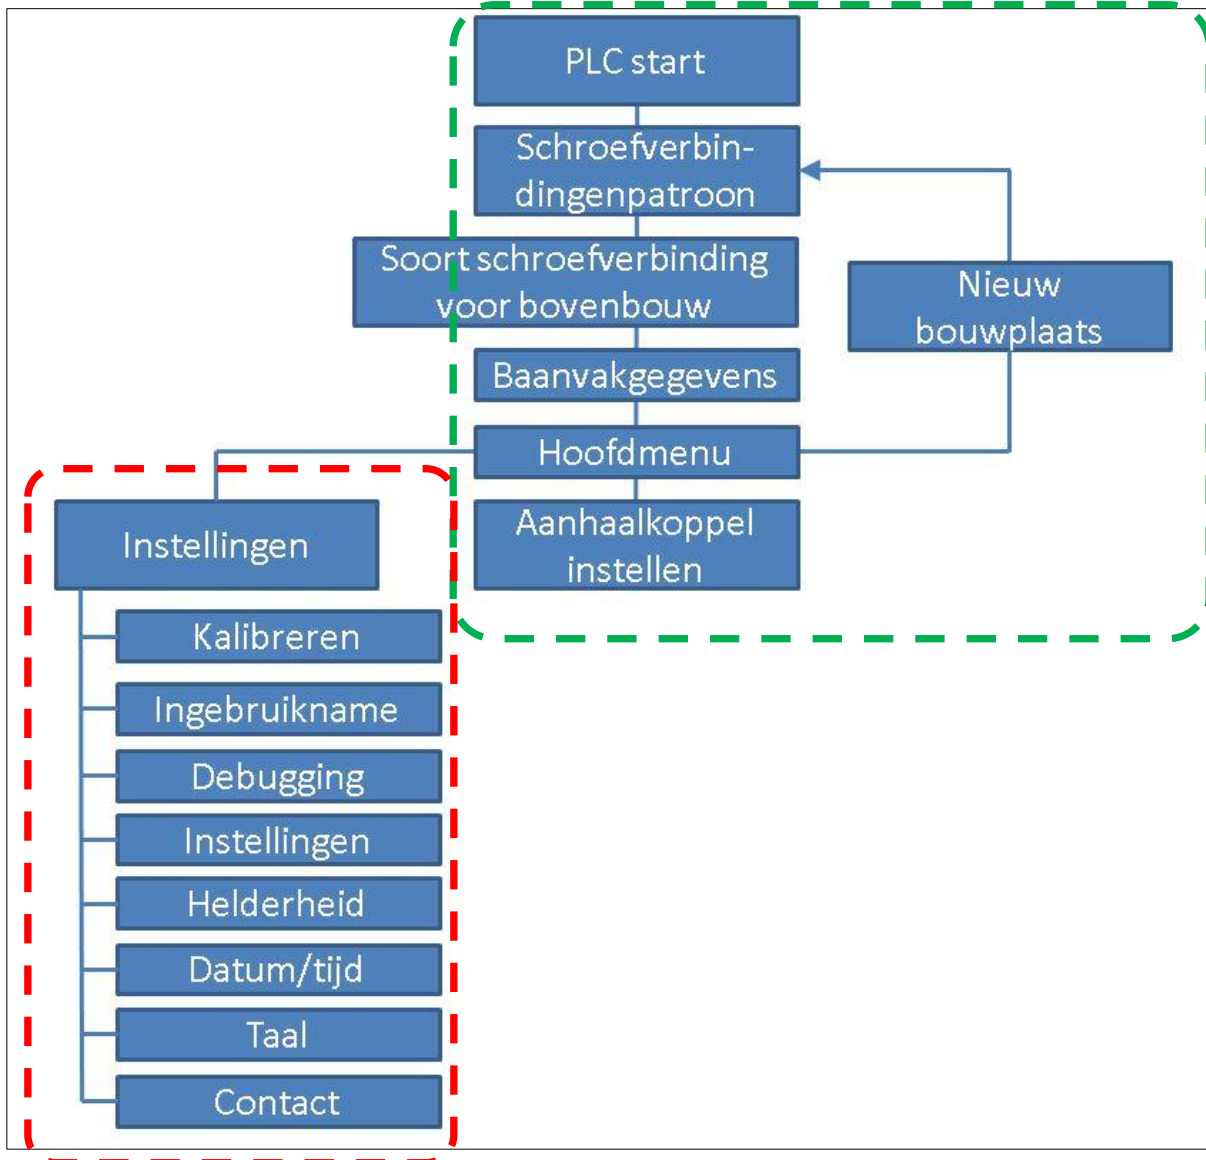 PLC start
Schroefverbin-
dingenpatroon
Soort schroefverbinding
voor bovenbouw
Nieuw
bouwplaats
Baanvakgegevens
Hoofdmenu
Aanhaalkoppel
instellen
Instellingen
Kalibreren
Ingebruikname
Debugging
Instellingen
Helderheid
Datum/tijd
Taal
Contact